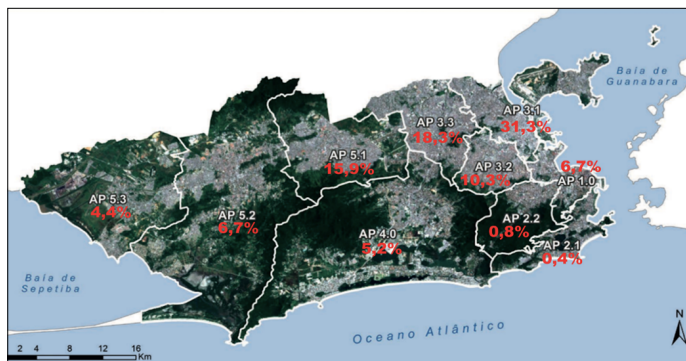 Baía de
Guanabara
AP 3.1
31,3%
AP 3.3
18,3%
AP 5.1
15,9%
AP 3.2
10,3%
6,7%
AP 1.0
AP 5.3
4,4%
AP 5.2
6,7%
AP 2.2
0,8%
AP 4.0
5,2%
AP 2.1
0,4%
Baía de
Sepetiba
Oceano Atlântico
N
2 4 8 12 16
Km